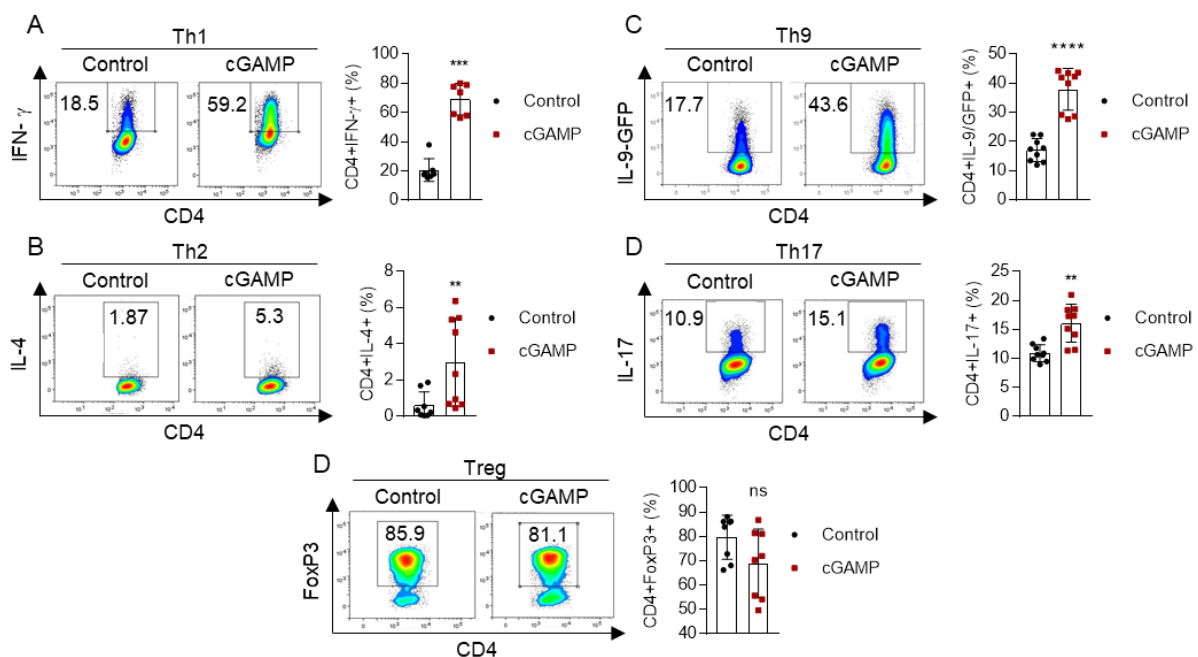 A
Th1
Control
cGAMP
18.5
59.2
IFN- γ
CD4
CD4+IFN-γ+ (%)
100
80
60
40
20
0
***
Control
cGAMP
C
Th9
Control
cGAMP
17.7
43.6
IL-9-GFP
CD4
CD4+IL-9/GFP+ (%)
50
40
30
20
10
0
****
Control
cGAMP
B
Th2
Control
cGAMP
1.87
5.3
IL-4
CD4
CD4+IL-4+ (%)
8
6
4
2
0
**
Control
cGAMP
D
Th17
Control
cGAMP
10.9
15.1
IL-17
CD4
CD4+IL-17+ (%)
25
20
15
10
5
0
**
Control
cGAMP
D
Treg
Control
cGAMP
85.9
81.1
FoxP3
CD4
CD4+FoxP3+ (%)
100
90
80
70
60
50
40
ns
Control
cGAMP